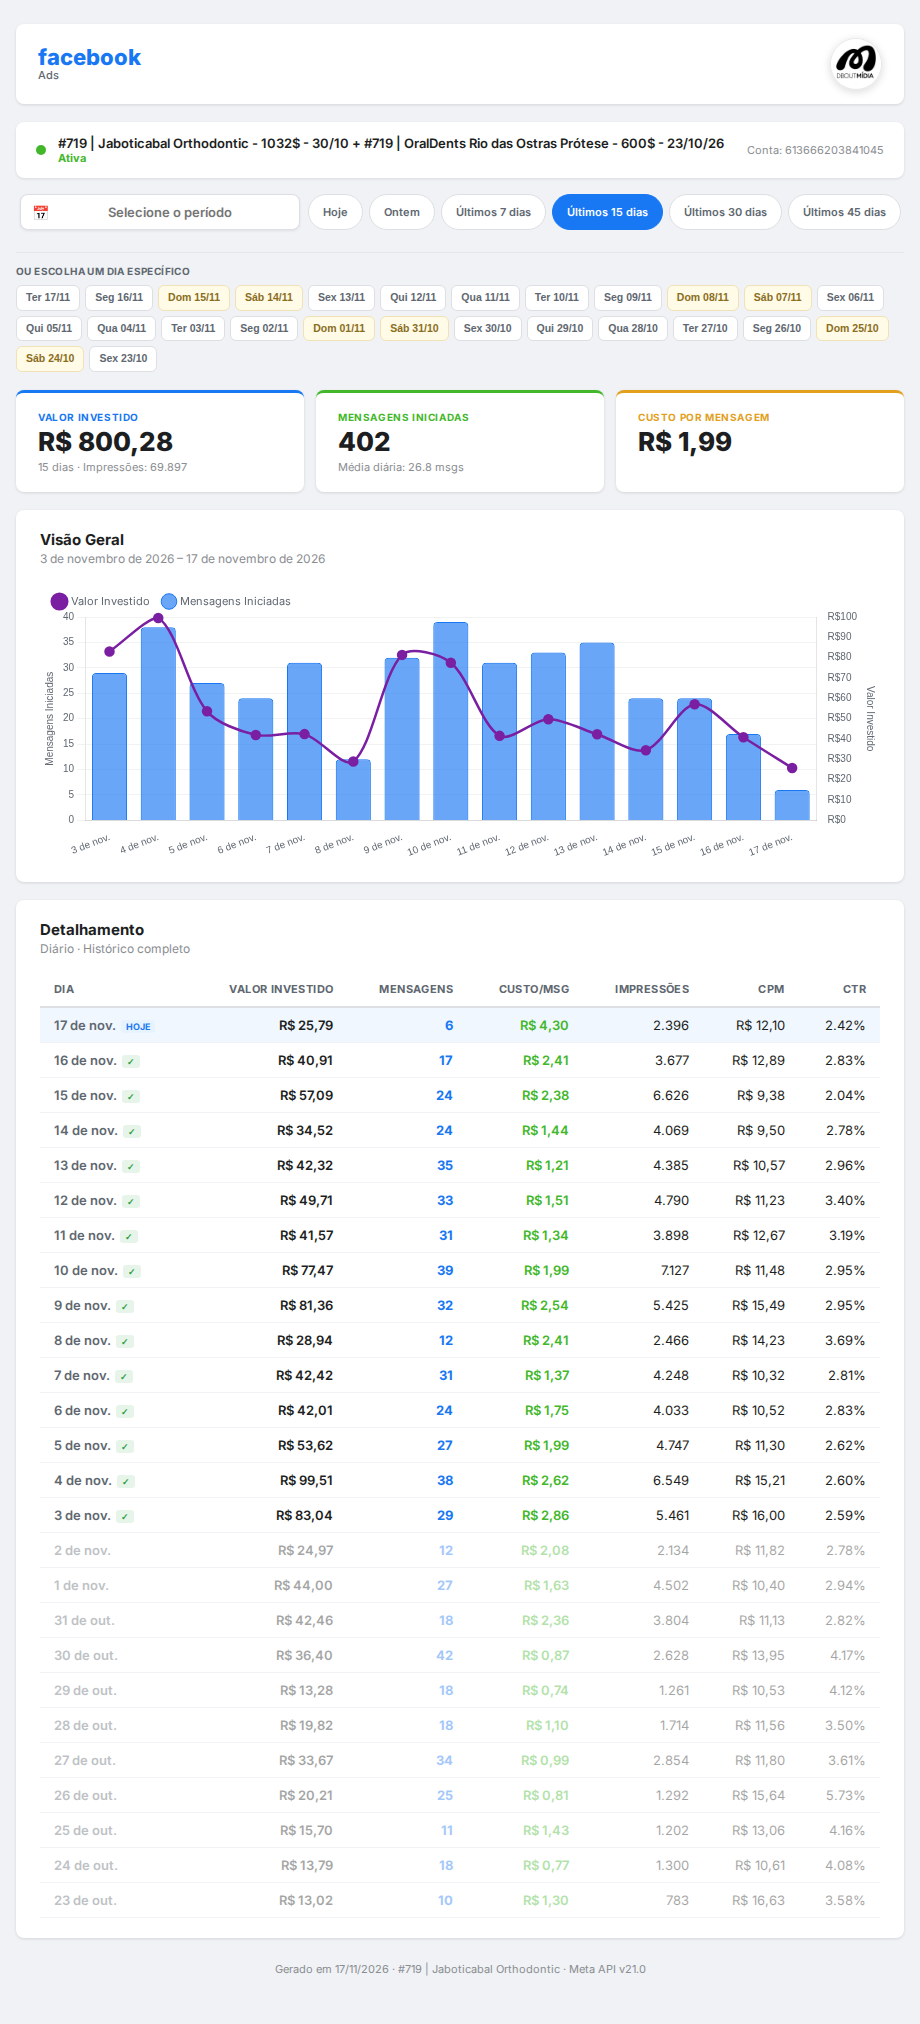 facebook
Ads
DBOUTMÍDIA
#719 | Jaboticabal Orthodontic - 1032$ - 30/10 + #719 | OralDents Rio das Ostras Prótese - 600$ - 23/10/26
Ativa
Conta: 613666203841045
Selecione o período Hoje Ontem Últimos 7 dias Últimos 15 dias Últimos 30 dias Últimos 45 dias
OU ESCOLHA UM DIA ESPECÍFICO
Ter 17/11 Seg 16/11 Dom 15/11 Sáb 14/11 Sex 13/11 Qui 12/11 Qua 11/11 Ter 10/11 Seg 09/11 Dom 08/11 Sáb 07/11 Sex 06/11
Qui 05/11 Qua 04/11 Ter 03/11 Seg 02/11 Dom 01/11 Sáb 31/10 Sex 30/10 Qui 29/10 Qua 28/10 Ter 27/10 Seg 26/10 Dom 25/10
Sáb 24/10 Sex 23/10
VALOR INVESTIDO
R$ 800,28
15 dias · Impressões: 69.897
MENSAGENS INICIADAS
402
Média diária: 26.8 msgs
CUSTO POR MENSAGEM
R$ 1,99
Visão Geral
3 de novembro de 2026 – 17 de novembro de 2026
Valor Investido Mensagens Iniciadas
40
35
30
25
20
15
10
5
0
Mensagens Iniciadas
R$100
R$90
R$80
R$70
R$60
R$50
R$40
R$30
R$20
R$10
R$0
Valor Investido
3 de nov. 4 de nov. 5 de nov. 6 de nov. 7 de nov. 8 de nov. 9 de nov. 10 de nov. 11 de nov. 12 de nov. 13 de nov. 14 de nov. 15 de nov. 16 de nov. 17 de nov.
Detalhamento
Diário · Histórico completo
DIA VALOR INVESTIDO MENSAGENS CUSTO/MSG IMPRESSÕES CPM CTR
17 de nov. HOJE R$ 25,79 6 R$ 4,30 2.396 R$ 12,10 2.42%
16 de nov. ✓ R$ 40,91 17 R$ 2,41 3.677 R$ 12,89 2.83%
15 de nov. ✓ R$ 57,09 24 R$ 2,38 6.626 R$ 9,38 2.04%
14 de nov. ✓ R$ 34,52 24 R$ 1,44 4.069 R$ 9,50 2.78%
13 de nov. ✓ R$ 42,32 35 R$ 1,21 4.385 R$ 10,57 2.96%
12 de nov. ✓ R$ 49,71 33 R$ 1,51 4.790 R$ 11,23 3.40%
11 de nov. ✓ R$ 41,57 31 R$ 1,34 3.898 R$ 12,67 3.19%
10 de nov. ✓ R$ 77,47 39 R$ 1,99 7.127 R$ 11,48 2.95%
9 de nov. ✓ R$ 81,36 32 R$ 2,54 5.425 R$ 15,49 2.95%
8 de nov. ✓ R$ 28,94 12 R$ 2,41 2.466 R$ 14,23 3.69%
7 de nov. ✓ R$ 42,42 31 R$ 1,37 4.248 R$ 10,32 2.81%
6 de nov. ✓ R$ 42,01 24 R$ 1,75 4.033 R$ 10,52 2.83%
5 de nov. ✓ R$ 53,62 27 R$ 1,99 4.747 R$ 11,30 2.62%
4 de nov. ✓ R$ 99,51 38 R$ 2,62 6.549 R$ 15,21 2.60%
3 de nov. ✓ R$ 83,04 29 R$ 2,86 5.461 R$ 16,00 2.59%
2 de nov. R$ 24,97 12 R$ 2,08 2.134 R$ 11,82 2.78%
1 de nov. R$ 44,00 27 R$ 1,63 4.502 R$ 10,40 2.94%
31 de out. R$ 42,46 18 R$ 2,36 3.804 R$ 11,13 2.82%
30 de out. R$ 36,40 42 R$ 0,87 2.628 R$ 13,95 4.17%
29 de out. R$ 13,28 18 R$ 0,74 1.261 R$ 10,53 4.12%
28 de out. R$ 19,82 18 R$ 1,10 1.714 R$ 11,56 3.50%
27 de out. R$ 33,67 34 R$ 0,99 2.854 R$ 11,80 3.61%
26 de out. R$ 20,21 25 R$ 0,81 1.292 R$ 15,64 5.73%
25 de out. R$ 15,70 11 R$ 1,43 1.202 R$ 13,06 4.16%
24 de out. R$ 13,79 18 R$ 0,77 1.300 R$ 10,61 4.08%
23 de out. R$ 13,02 10 R$ 1,30 783 R$ 16,63 3.58%
Gerado em 17/11/2026 · #719 | Jaboticabal Orthodontic · Meta API v21.0